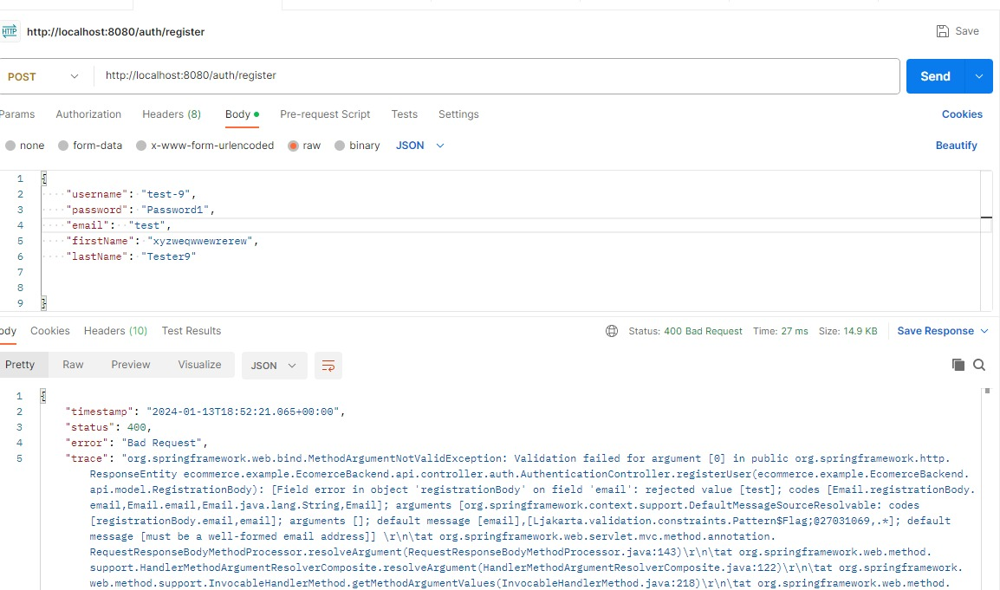 HTTP http://localhost:8080/auth/register Save
POST http://localhost:8080/auth/register Send
Params Authorization Headers (8) Body Pre-request Script Tests Settings Cookies
none form-data x-www-form-urlencoded raw binary JSON Beautify
1 {
2 "username": "test-9",
3 "password": "Password1",
4 "email": "test",
5 "firstName": "xyzweqwwewrerew",
6 "lastName": "Tester9"
7
8
9 }
ody Cookies Headers (10) Test Results Status: 400 Bad Request Time: 27 ms Size: 14.9 KB Save Response
Pretty Raw Preview Visualize JSON
1 {
2 "timestamp": "2024-01-13T18:52:21.065+00:00",
3 "status": 400,
4 "error": "Bad Request",
5 "trace": "org.springframework.web.bind.MethodArgumentNotValidException: Validation failed for argument [0] in public org.springframework.http.
ResponseEntity ecommerce.example.EcomerceBackend.api.controller.auth.AuthenticationController.registerUser(ecommerce.example.EcomerceBackend.
api.model.RegistrationBody): [Field error in object 'registrationBody' on field 'email': rejected value [test]; codes [Email.registrationBody.
email,Email.email,Email.java.lang.String,Email]; arguments [org.springframework.context.support.DefaultMessageSourceResolvable: codes
[registrationBody.email,email]; arguments []; default message [email],[Ljakarta.validation.constraints.Pattern$Flag;@27031069,.*]; default
message [must be a well-formed email address]] \r\n\tat org.springframework.web.servlet.mvc.method.annotation.
RequestResponseBodyMethodProcessor.resolveArgument(RequestResponseBodyMethodProcessor.java:143)\r\n\tat org.springframework.web.method.
support.HandlerMethodArgumentResolverComposite.resolveArgument(HandlerMethodArgumentResolverComposite.java:122)\r\n\tat org.springframework.
web.method.support.InvocableHandlerMethod.getMethodArgumentValues(InvocableHandlerMethod.java:218)\r\n\tat org.springframework.web.method.